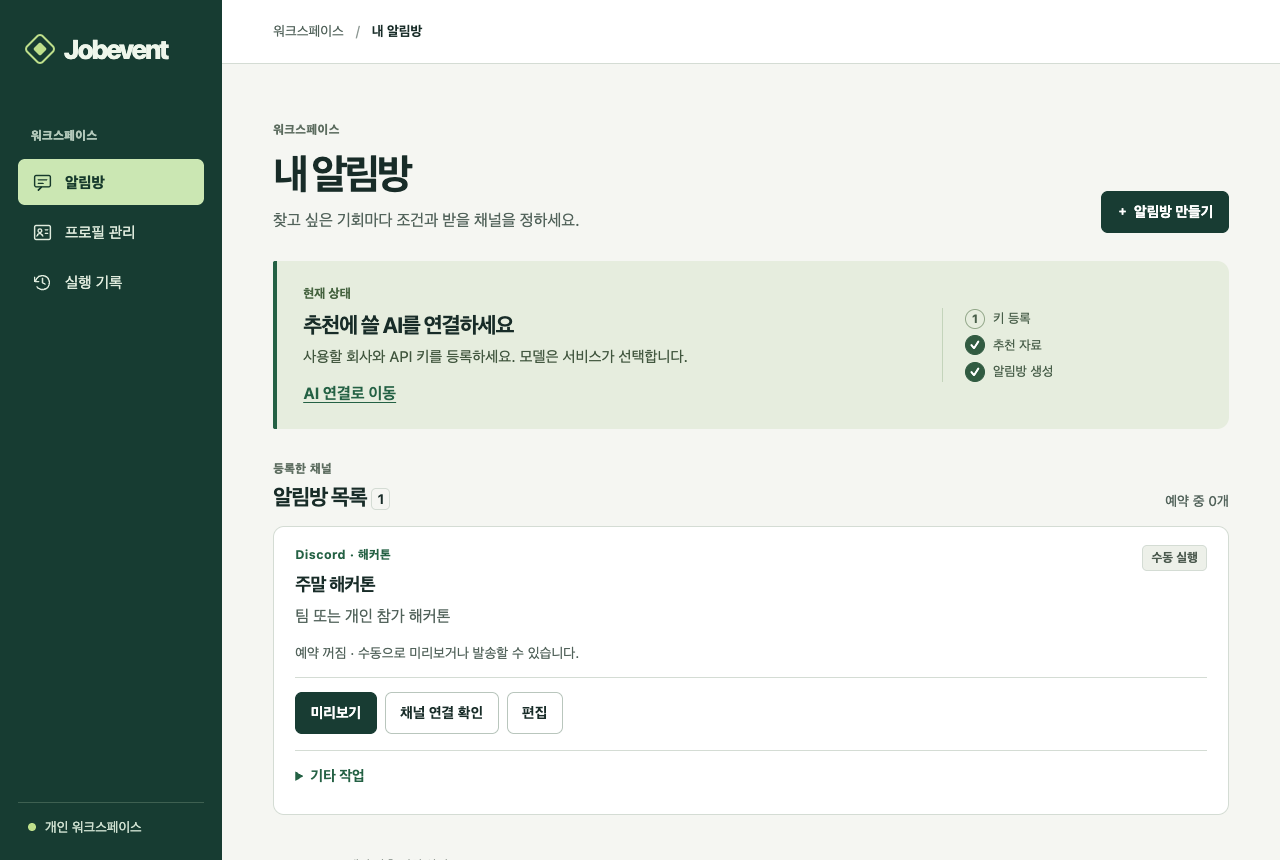 Jobevent
워크스페이스
알림방
프로필 관리
실행 기록
개인 워크스페이스
워크스페이스 / 내 알림방
워크스페이스
내 알림방
찾고 싶은 기회마다 조건과 받을 채널을 정하세요.
+ 알림방 만들기
현재 상태
추천에 쓸 AI를 연결하세요
사용할 회사와 API 키를 등록하세요. 모델은 서비스가 선택합니다.
AI 연결로 이동
1 키 등록
추천 자료
알림방 생성
등록한 채널
알림방 목록 1
예약 중 0개
Discord · 해커톤
수동 실행
주말 해커톤
팀 또는 개인 참가 해커톤
예약 꺼짐 · 수동으로 미리보거나 발송할 수 있습니다.
미리보기
채널 연결 확인
편집
기타 작업